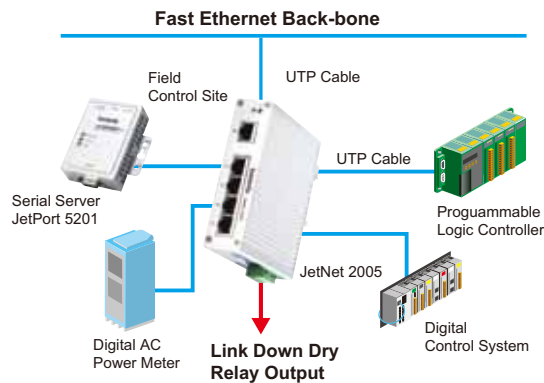 Fast Ethernet Back-bone
Field
Control Site
UTP Cable
UTP Cable
Serial Server
JetPort 5201
Proguammable
Logic Controller
JetNet 2005
Digital AC
Power Meter
Link Down Dry
Relay Output
Digital
Control System